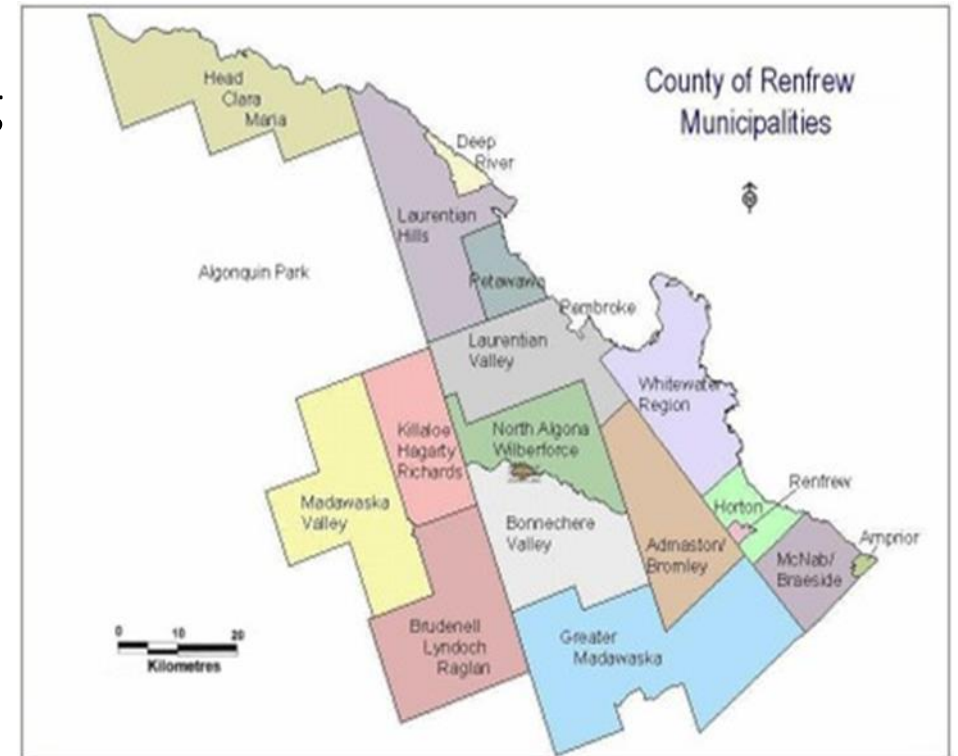 County of Renfrew
Municipalities
Head
Clara
Maria
Deep
River
Laurentian
Hills
Algonquin Park
Petawawa
Pembroke
Laurentian
Valley
Whitewater
Region
Killaloe
Hagarty
Richards
North Algona
Wilberforce
Renfrew
Horton
Madawaska
Valley
Bonnechere
Valley
Arnprior
Admaston/
Bromley
McNab/
Braeside
Brudenell
Lyndoch
Raglan
Greater
Madawaska
0 10 20
Kilometres